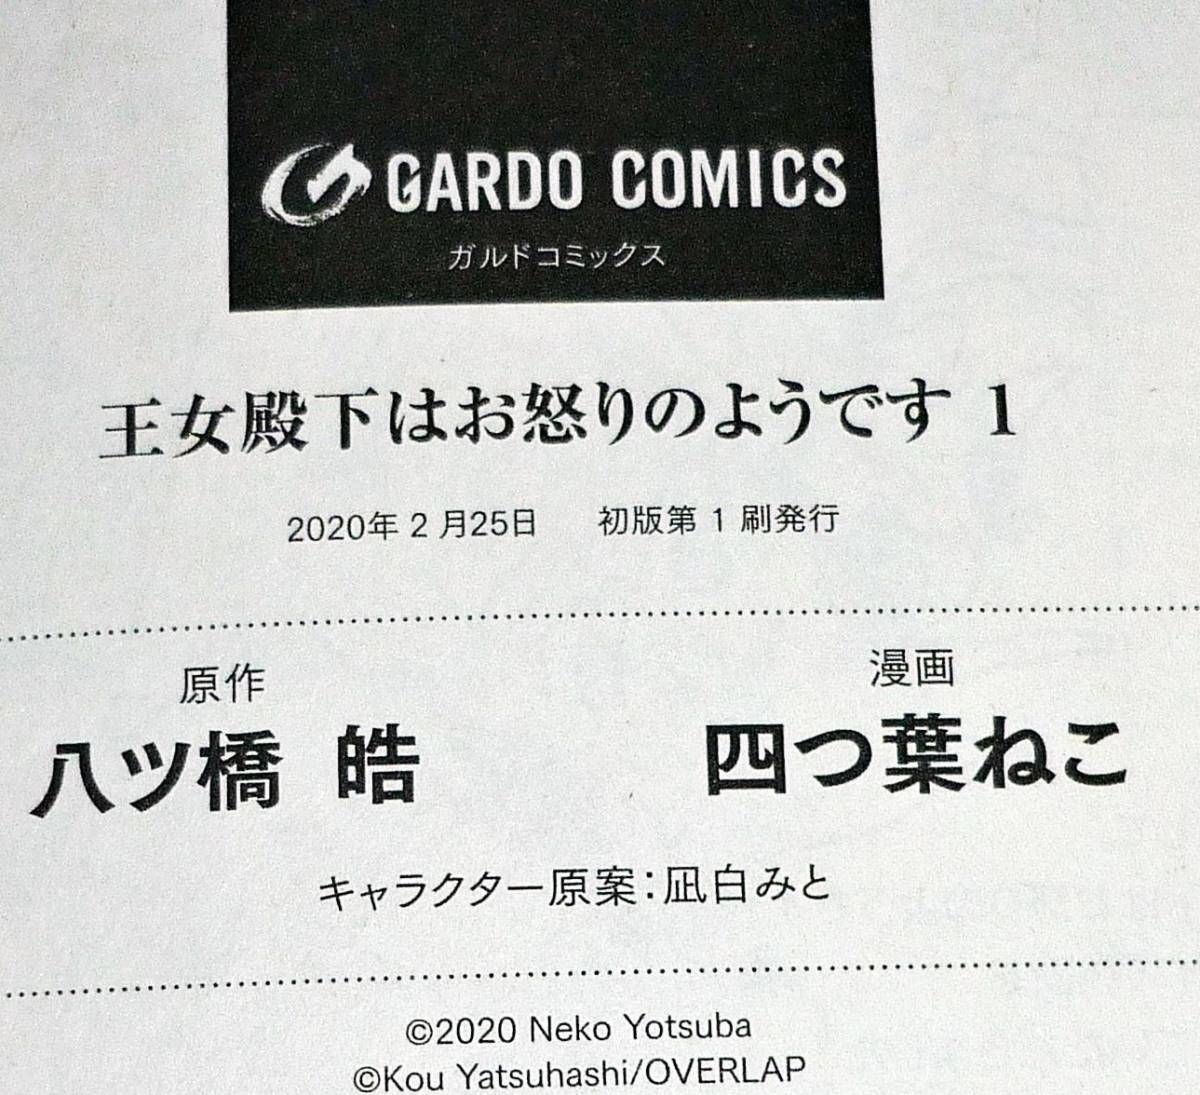 GARDO COMICS
ガルドコミックス
王女殿下はお怒りのようです 1
2020年 2 月25日 初版第 1 刷発行
原作 漫画
八ツ橋 皓 四つ葉ねこ
キャラクター原案：凪白みと
©2020 Neko Yotsuba
©Kou Yatsuhashi/OVERLAP